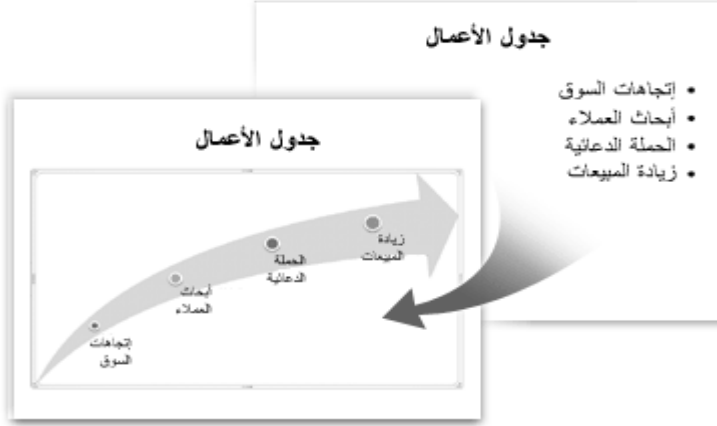 جدول الأعمال
• إتجاهات السوق
• أبحاث العملاء
• الحملة الدعائية
• زيادة المبيعات
جدول الأعمال
زيادة
المبيعات
الحملة
الدعائية
أبحاث
العملاء
إتجاهات
السوق